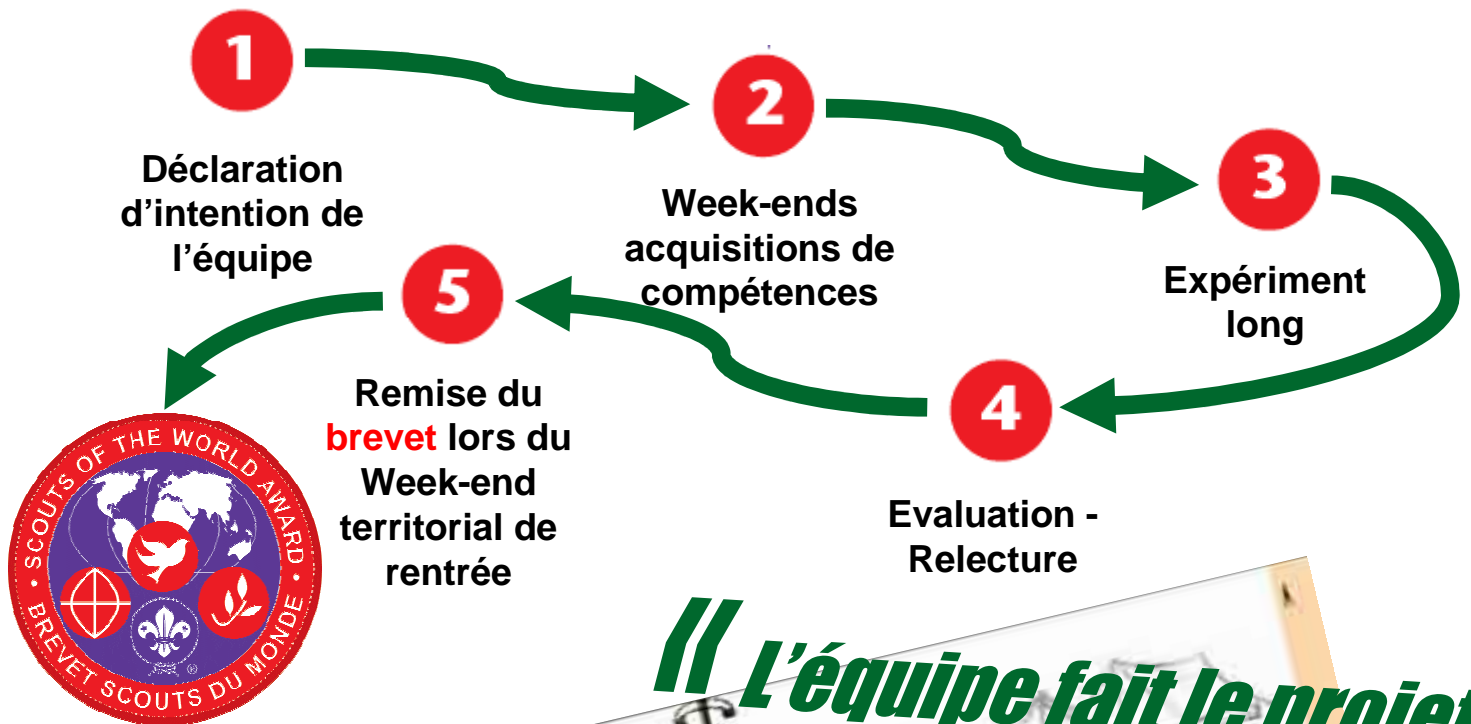 1
Déclaration
d'intention de
l'équipe
2
Week-ends
acquisitions de
compétences
3
Expériment
long
4
Evaluation -
Relecture
5
Remise du
brevet lors du
Week-end
territorial de
rentrée
SCOUTS OF THE WORLD AWARD
BREVET SCOUTS DU MONDE
®
(( L'équipe fait le projet